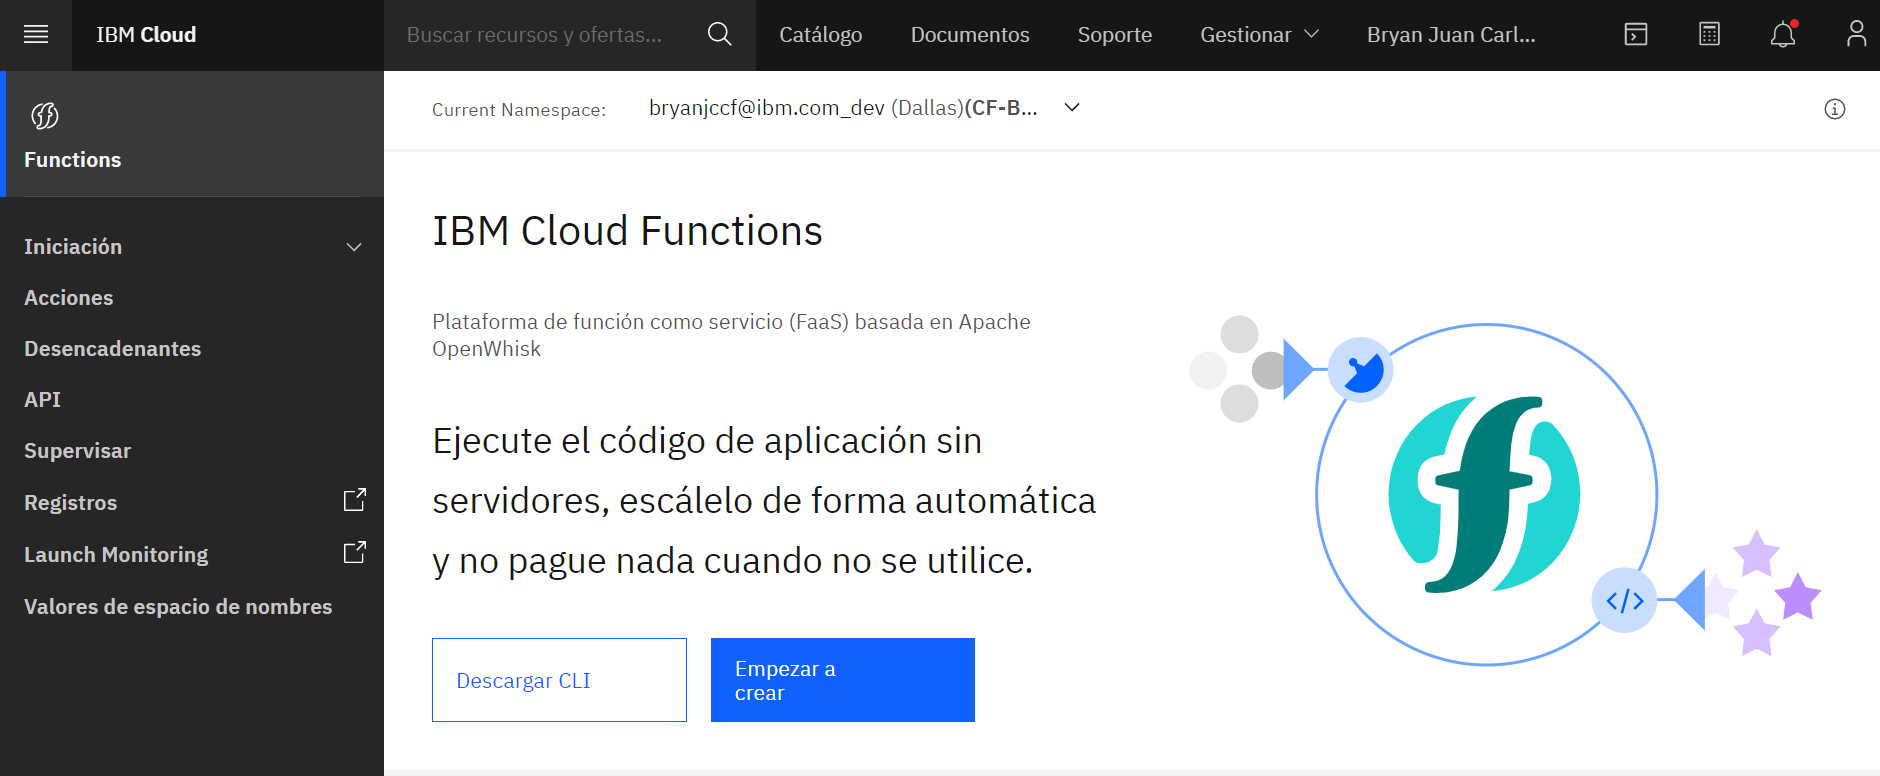 IBM Cloud
Buscar recursos y ofertas...
Catálogo
Documentos
Soporte
Gestionar
Bryan Juan Carl...
Functions
Iniciación
Acciones
Desencadenantes
API
Supervisar
Registros
Launch Monitoring
Valores de espacio de nombres
Current Namespace:
bryanjccf@ibm.com_dev (Dallas)(CF-B...
IBM Cloud Functions
Plataforma de función como servicio (FaaS) basada en Apache
OpenWhisk
Ejecute el código de aplicación sin
servidores, escálelo de forma automática
y no pague nada cuando no se utilice.
Descargar CLI
Empezar a
crear